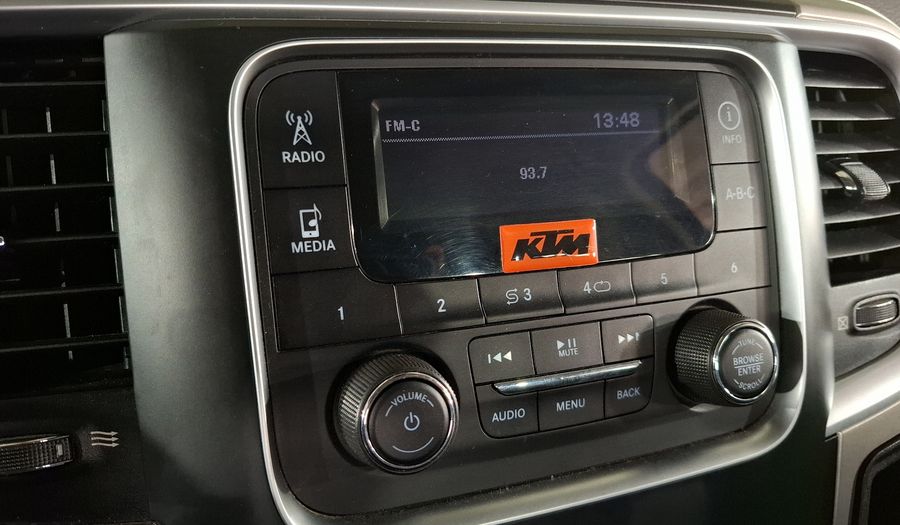 RADIO
FM-C
13:48
INFO
93.7
A-B-C
MEDIA
KTM
1
2
3
4
5
6
MUTE
VOLUME
AUDIO
MENU
BACK
TUNE
BROWSE
ENTER
SCROLL